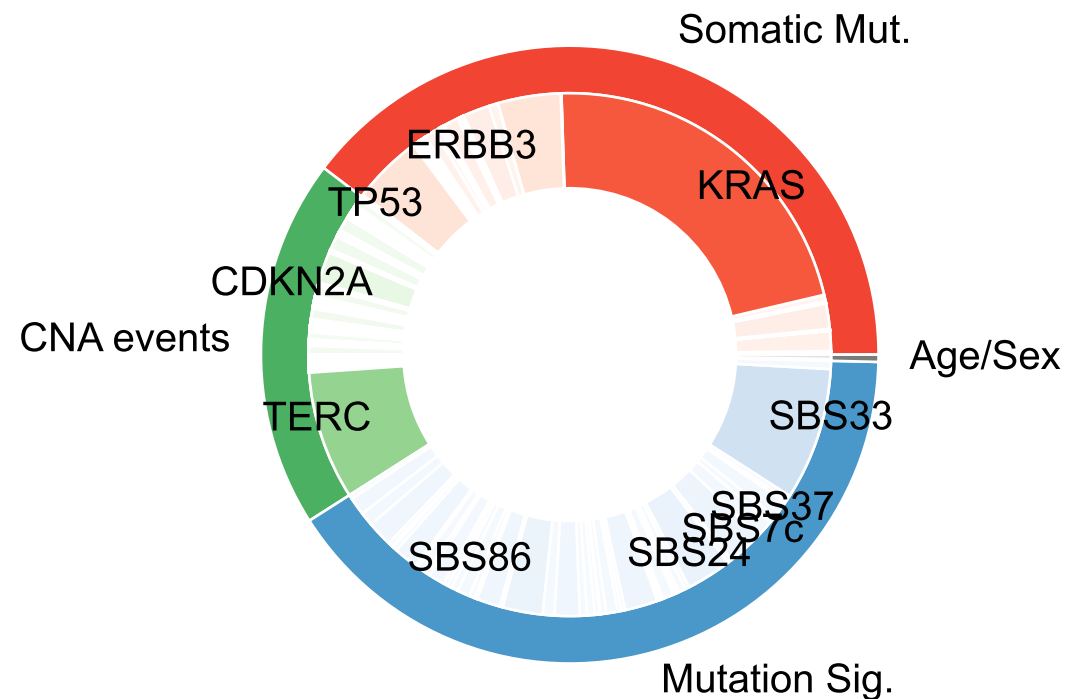 Somatic Mut.
ERBB3
KRAS
TP53
CDKN2A
CNA events
Age/Sex
TERC
SBS33
SBS37
SBS7c
SBS24
SBS86
Mutation Sig.